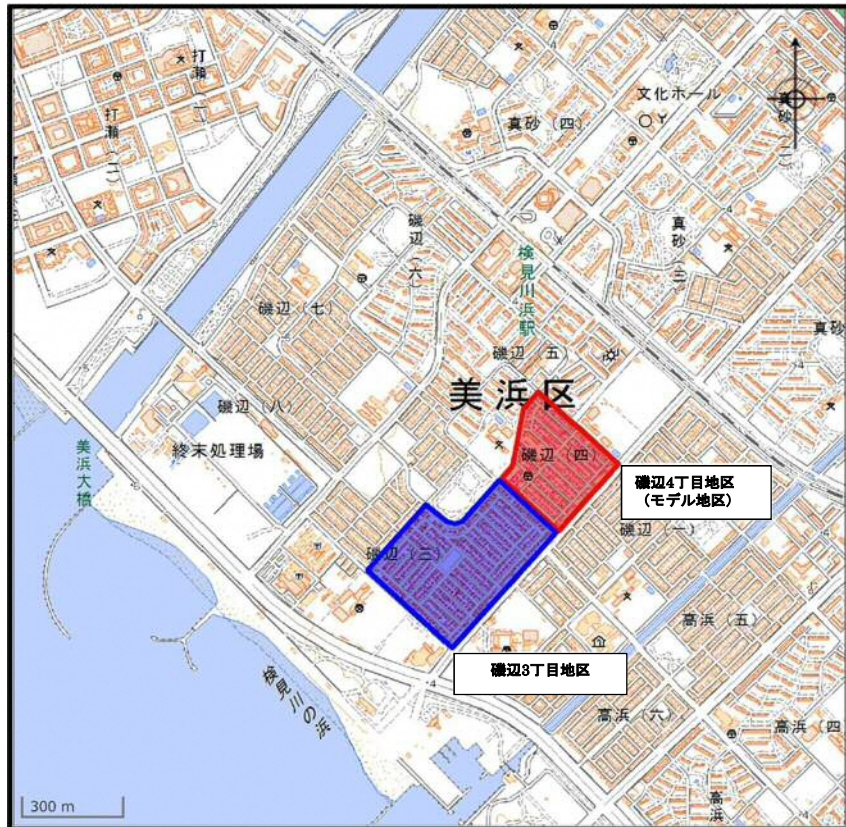 打瀬(一)
打瀬(二)
文化ホール
真砂(四)
真砂(二)
磯辺(六)
検見川浜駅
真砂(三)
磯辺(七)
真砂
磯辺(五)
美浜区
磯辺(八)
美浜大橋
終末処理場
磯辺(四)
磯辺4丁目地区
(モデル地区)
磯辺(一)
磯辺(三)
高浜(五)
磯辺3丁目地区
検見川の浜
高浜(六)
高浜(四
高浜
300 m